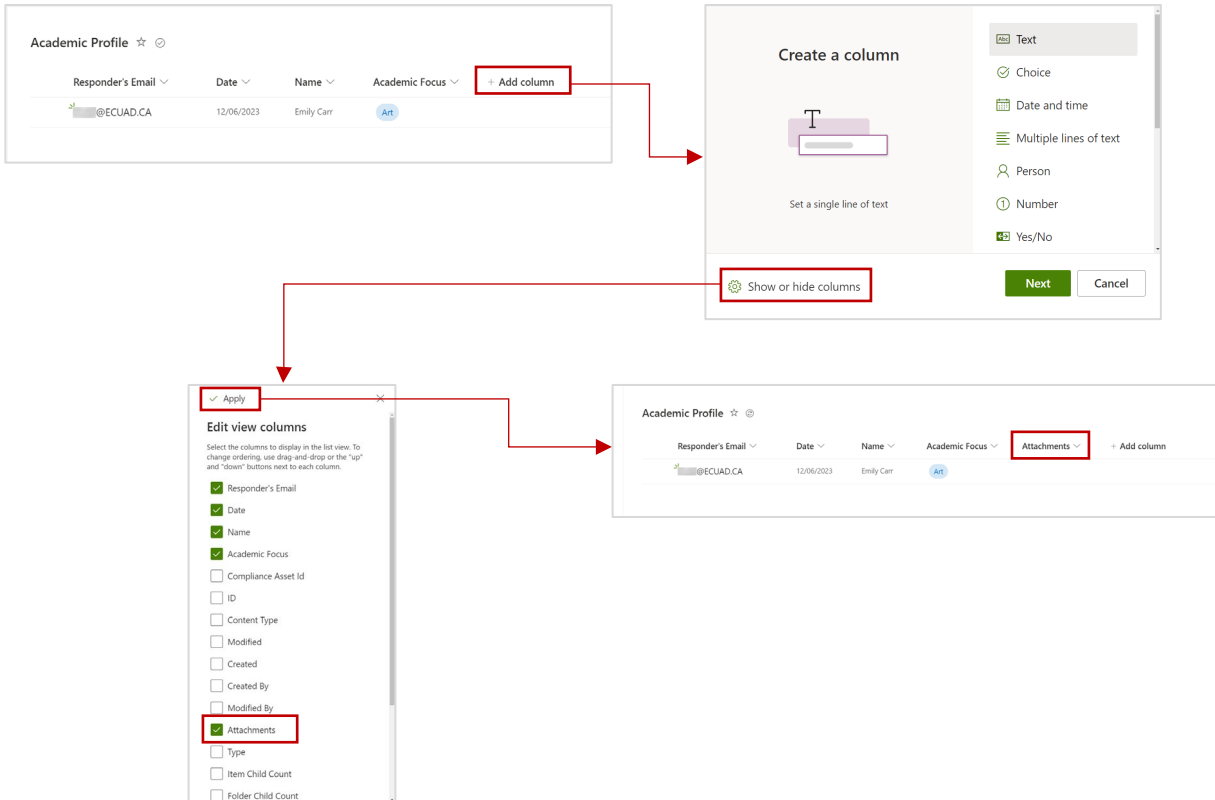 Academic Profile
Responder's Email Date Name Academic Focus + Add column
@ECUAD.CA 12/06/2023 Emily Carr Art
Create a column
T
Set a single line of text
Abc Text
Choice
Date and time
Multiple lines of text
Person
1 Number
Yes/No
Show or hide columns
Next Cancel
Apply
Edit view columns
Select the columns to display in the list view. To
change ordering, use drag-and-drop or the "up"
and "down" buttons next to each column.
Responder's Email
Date
Name
Academic Focus
Compliance Asset Id
ID
Content Type
Modified
Created
Created By
Modified By
Attachments
Type
Item Child Count
Folder Child Count
Academic Profile
Responder's Email Date Name Academic Focus Attachments + Add column
@ECUAD.CA 12/06/2023 Emily Carr Art